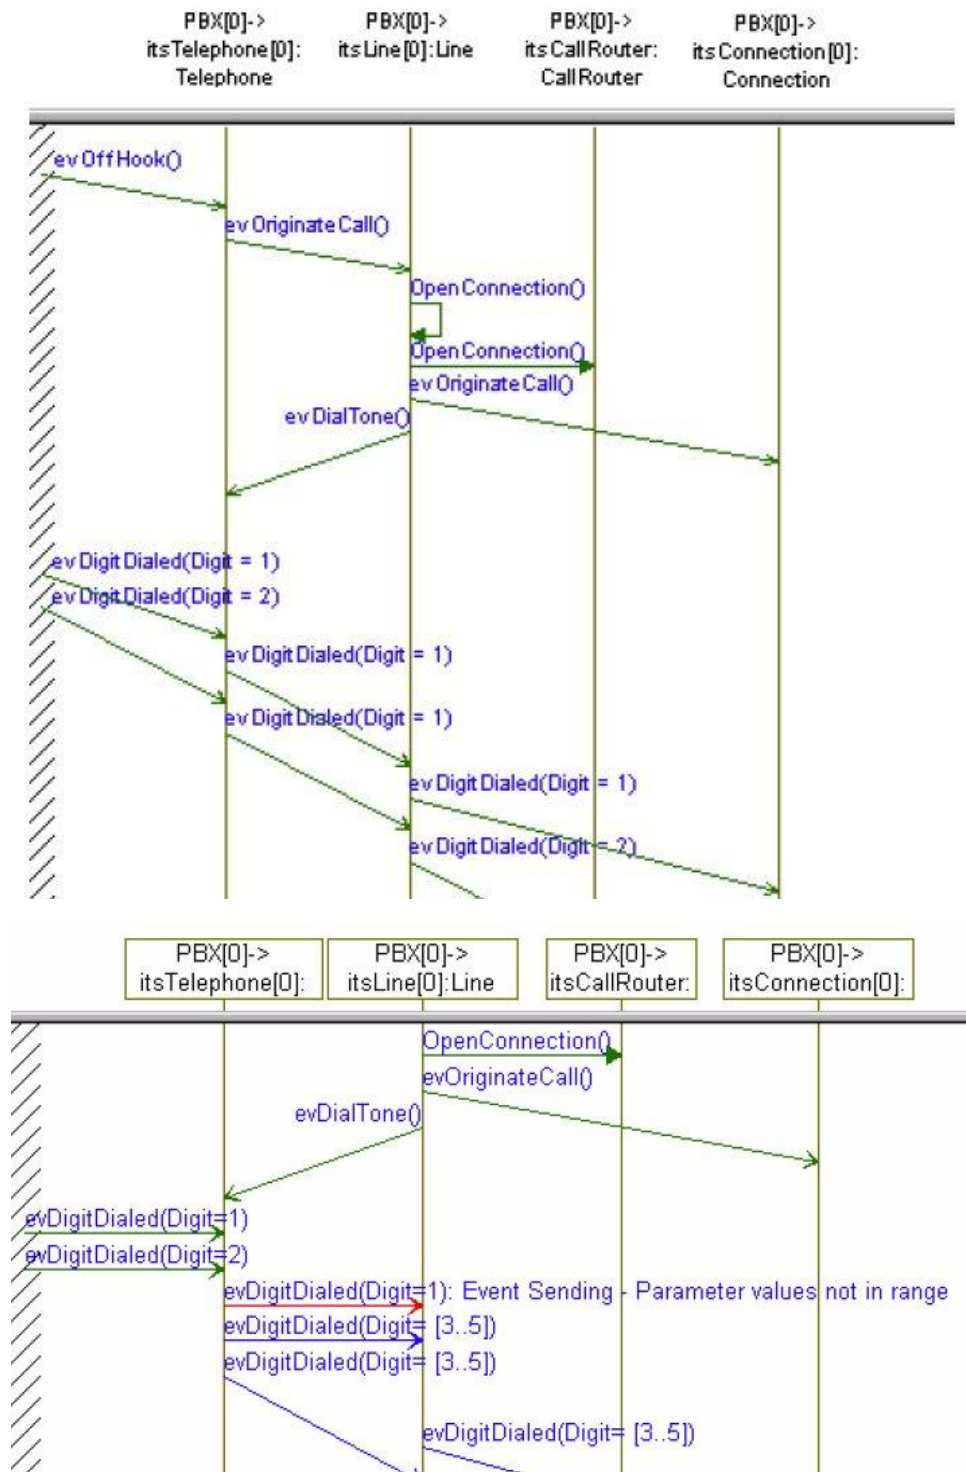 PBX[0]->
itsTelephone[0]:
Telephone
PBX[0]->
itsLine[0]:Line
PBX[0]->
itsCallRouter:
CallRouter
PBX[0]->
itsConnection[0]:
Connection
evOffHook()
evOriginateCall()
OpenConnection()
OpenConnection()
evOriginateCall()
evDialTone()
evDigitDialed(Digit = 1)
evDigitDialed(Digit = 2)
evDigitDialed(Digit = 1)
evDigitDialed(Digit = 1)
evDigitDialed(Digit = 1)
evDigitDialed(Digit = 2)
PBX[0]->
itsTelephone[0]:
PBX[0]->
itsLine[0]:Line
PBX[0]->
itsCallRouter:
PBX[0]->
itsConnection[0]:
OpenConnection()
evOriginateCall()
evDialTone()
evDigitDialed(Digit=1)
evDigitDialed(Digit=2)
evDigitDialed(Digit=1): Event Sending - Parameter values not in range
evDigitDialed(Digit= [3..5])
evDigitDialed(Digit= [3..5])
evDigitDialed(Digit= [3..5])